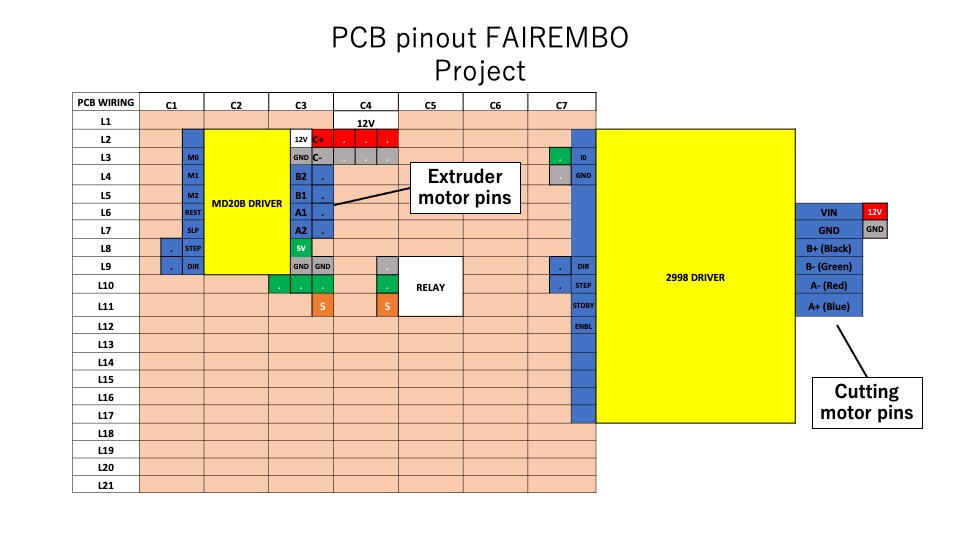 PCB pinout FAIREMBO
Project
PCB WIRING C1 C2 C3 C4 C5 C6 C7
L1 12V
L2 12V C+ . . .
L3 M0 GND C- . . . . I0
L4 M1 B2 . . GND
Extruder
motor pins
L5 M2 B1 .
MD20B DRIVER
L6 REST A1 . VIN 12V
L7 SLP A2 . GND GND
L8 . STEP 5V B+ (Black)
L9 . DIR GND GND . . DIR B- (Green)
2998 DRIVER
L10 . . . . RELAY . STEP A- (Red)
L11 S S STDBY A+ (Blue)
L12 ENBL
L13
L14
L15
L16
Cutting
motor pins
L17
L18
L19
L20
L21